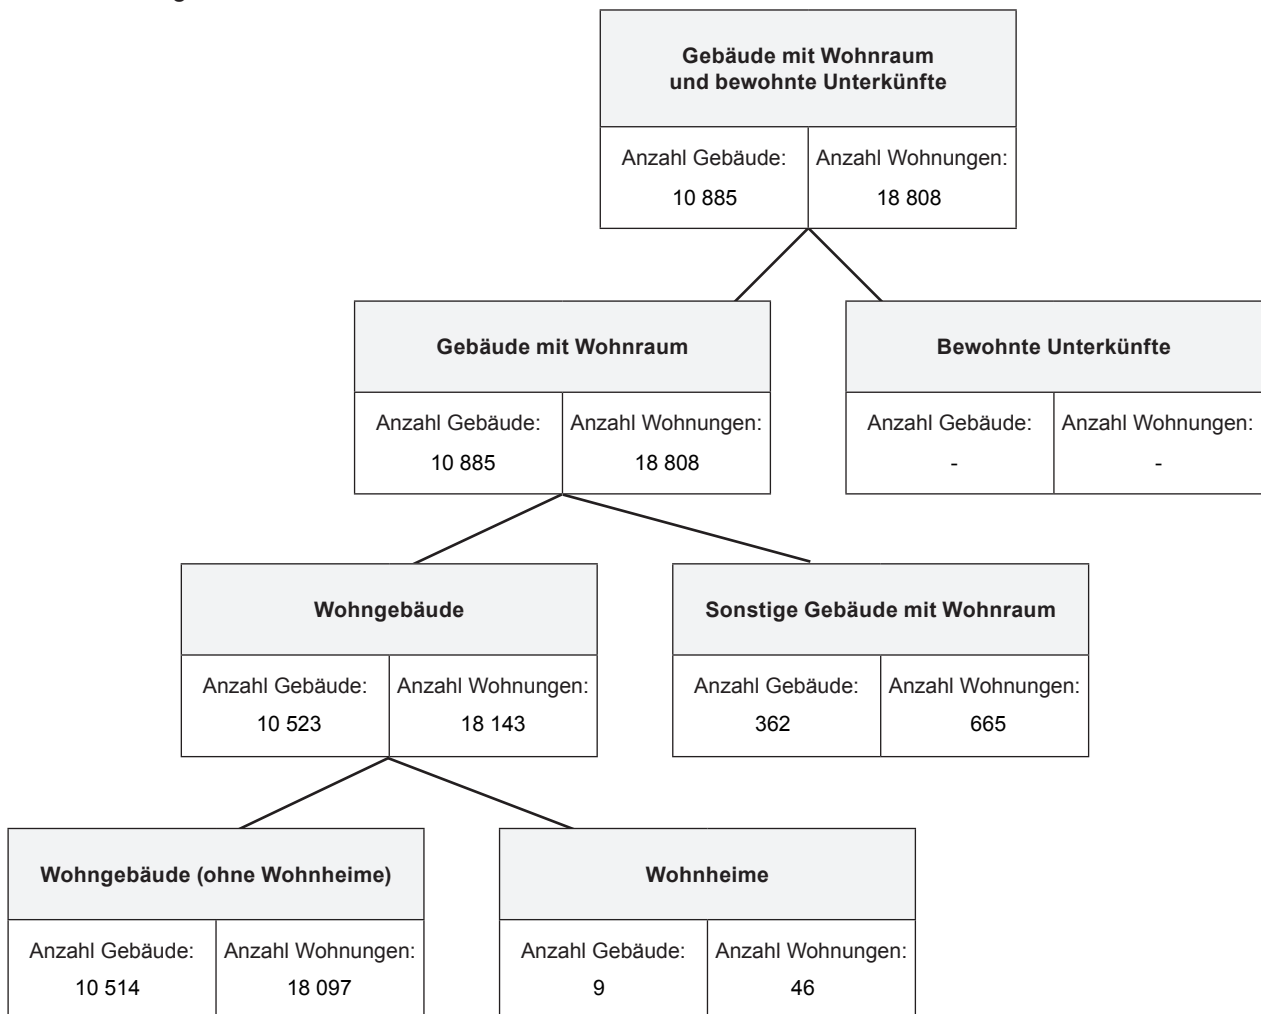 Gebäude mit Wohnraum
und bewohnte Unterkünfte
Anzahl Gebäude: Anzahl Wohnungen:
10 885 18 808
Gebäude mit Wohnraum
Anzahl Gebäude: Anzahl Wohnungen:
10 885 18 808
Bewohnte Unterkünfte
Anzahl Gebäude: Anzahl Wohnungen:
- -
Wohngebäude
Anzahl Gebäude: Anzahl Wohnungen:
10 523 18 143
Sonstige Gebäude mit Wohnraum
Anzahl Gebäude: Anzahl Wohnungen:
362 665
Wohngebäude (ohne Wohnheime)
Anzahl Gebäude: Anzahl Wohnungen:
10 514 18 097
Wohnheime
Anzahl Gebäude: Anzahl Wohnungen:
9 46